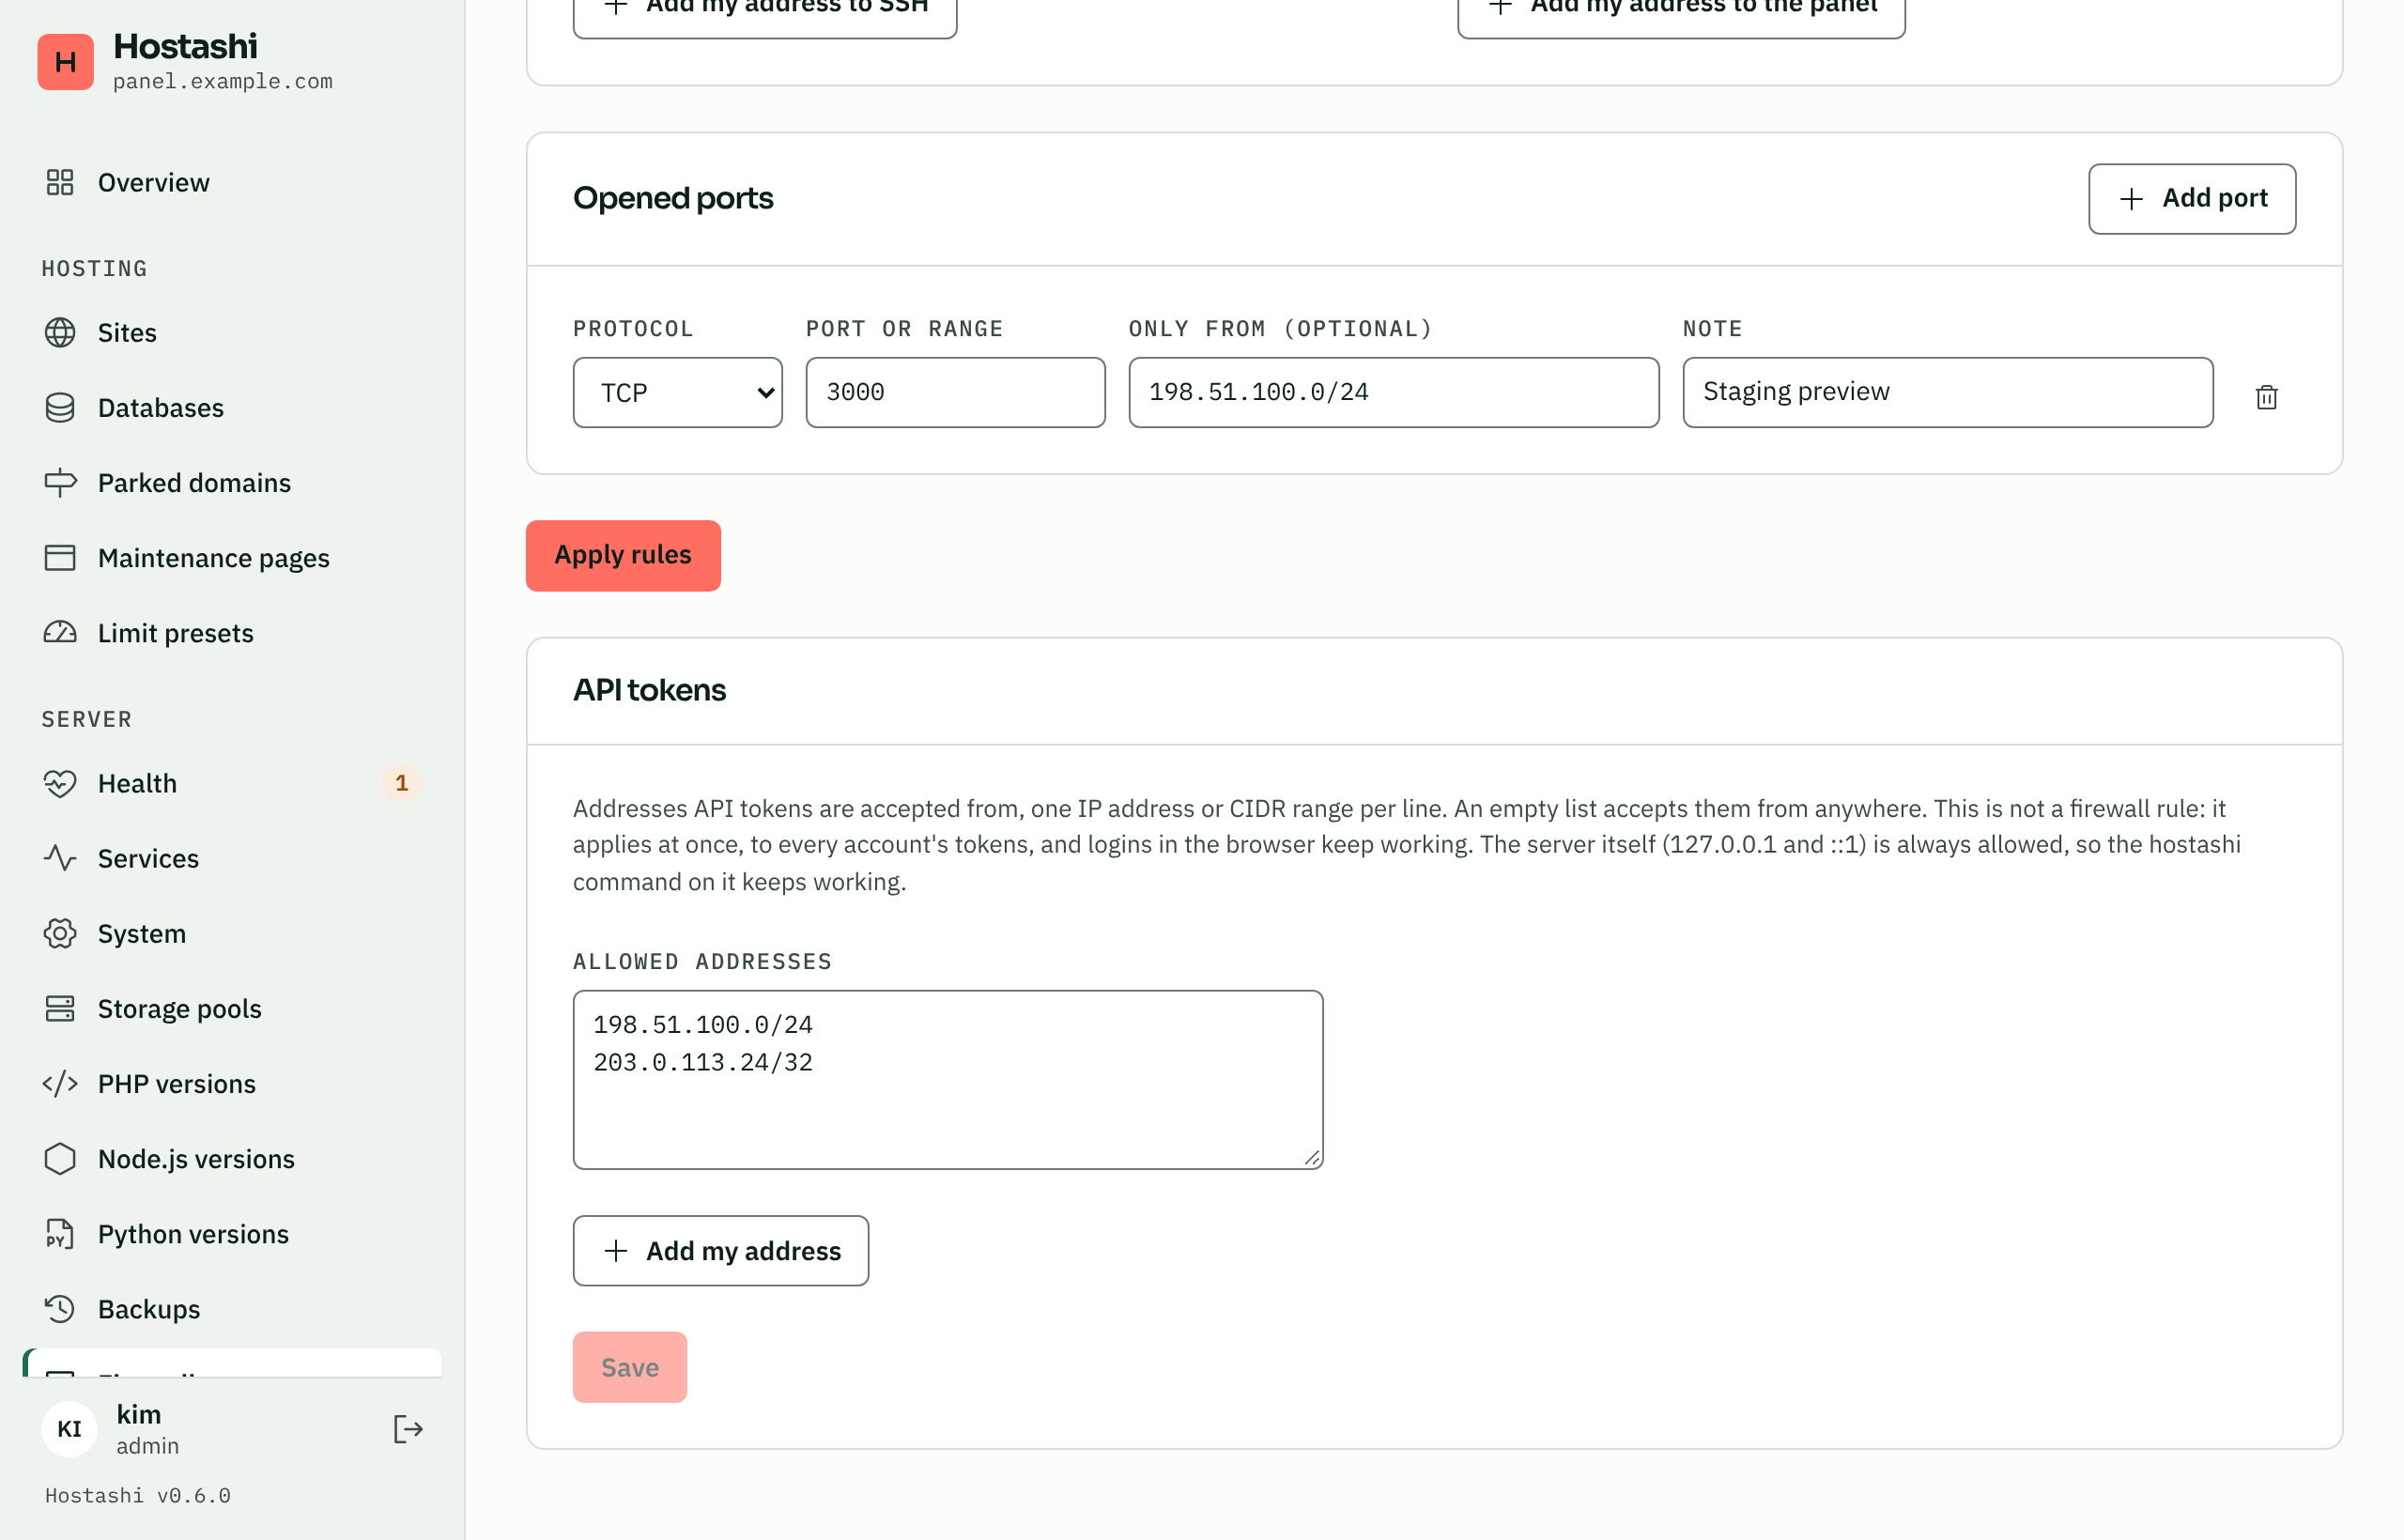 H
Hostashi
panel.example.com
Overview
HOSTING
Sites
Databases
Parked domains
Maintenance pages
Limit presets
SERVER
Health 1
Services
System
Storage pools
PHP versions
Node.js versions
PY Python versions
Backups
KI kim
admin
Hostashi v0.6.0
Add my address to SSH
Add my address to the panel
Opened ports
Add port
PROTOCOL PORT OR RANGE ONLY FROM (OPTIONAL) NOTE
TCP 3000 198.51.100.0/24 Staging preview
Apply rules
API tokens
Addresses API tokens are accepted from, one IP address or CIDR range per line. An empty list accepts them from anywhere. This is not a firewall rule: it
applies at once, to every account's tokens, and logins in the browser keep working. The server itself (127.0.0.1 and ::1) is always allowed, so the hostashi
command on it keeps working.
ALLOWED ADDRESSES
198.51.100.0/24
203.0.113.24/32
Add my address
Save